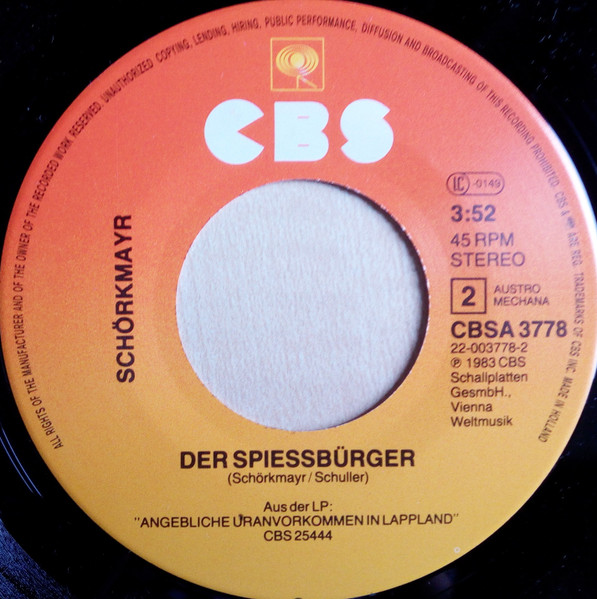 ALL RIGHTS OF THE MANUFACTURER AND OF THE OWNER OF THE RECORDED WORK RESERVED. UNAUTHORIZED COPYING, LENDING, HIRING, PUBLIC PERFORMANCE, DIFFUSION AND BROADCASTING OF THIS RECORDING PROHIBITED. CBS & ARE REG. TRADEMARKS OF CBS INC. MADE IN HOLLAND
CBS
LC-0149
3:52
45 RPM
STEREO
2 AUSTRO
MECHANA
CBSA 3778
22-003778-2
℗ 1983 CBS
Schallplatten
GesmbH.,
Vienna
Weltmusik
SCHÖRKMAYR
DER SPIESSBÜRGER
(Schörkmayr/Schuller)
Aus der LP:
"ANGEBLICHE URANVORKOMMEN IN LAPPLAND"
CBS 25444